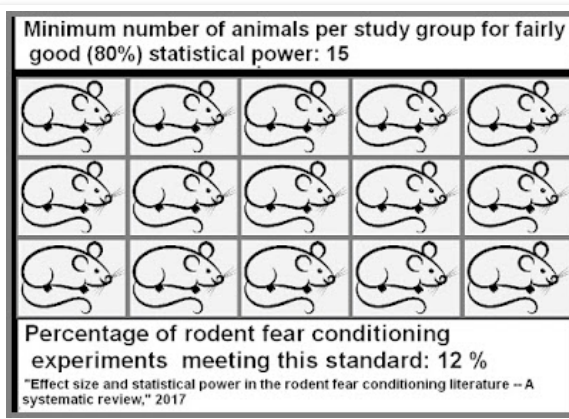 Minimum number of animals per study group for fairly
good (80%) statistical power: 15
Percentage of rodent fear conditioning
experiments meeting this standard: 12 %
"Effect size and statistical power in the rodent fear conditioning literature -- A
systematic review," 2017